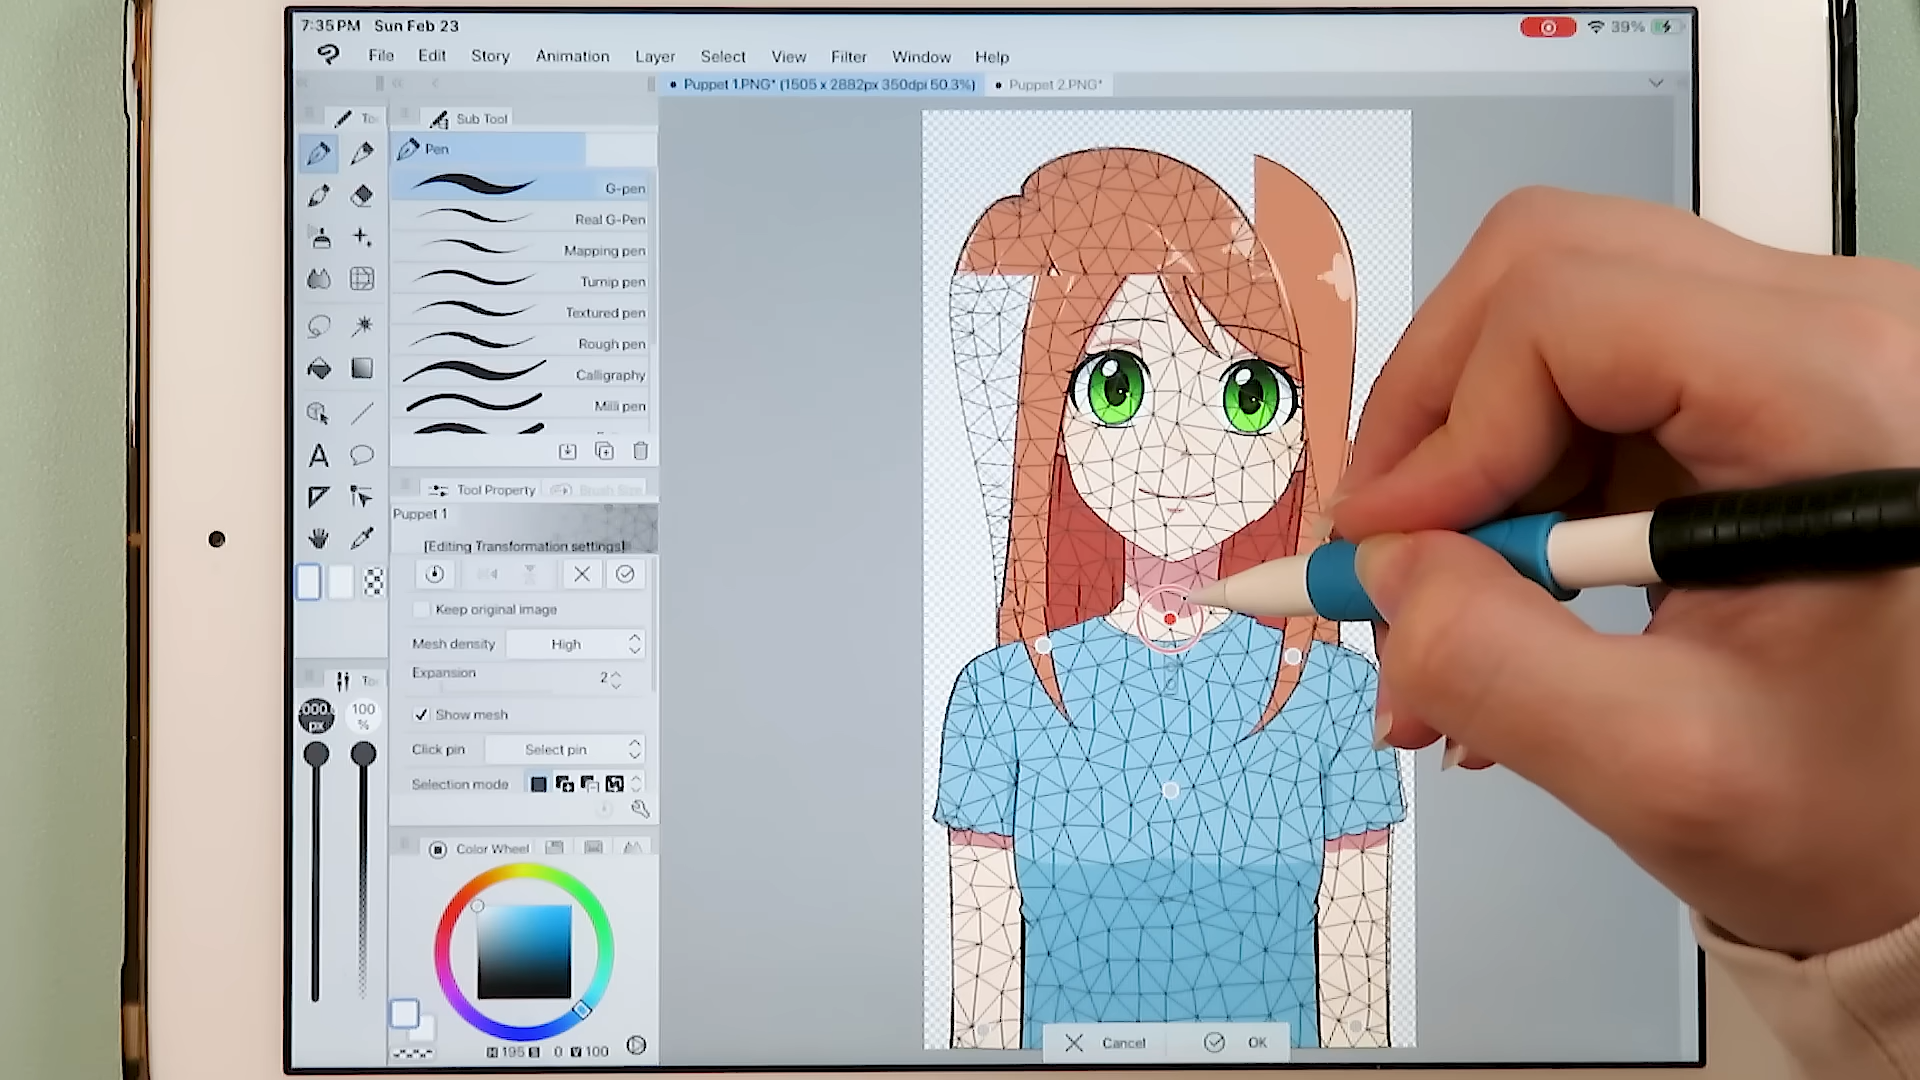 7:35 PM Sun Feb 23
39%
File Edit Story Animation Layer Select View Filter Window Help
Puppet 1.PNG* (1505 x 2882px 350dpi 50.3%)
Puppet 2.PNG*
Sub Tool
Pen
G-pen
Real G-Pen
Mapping pen
Turnip pen
Textured pen
Rough pen
Calligraphy
Milli pen
Tool Property
Brush Size
Puppet 1
[Editing Transformation settings]
Keep original image
Mesh density High
Expansion 2
Show mesh
100 %
px
Click pin Select pin
Selection mode
Color Wheel
H 195 S 0 V 100
Cancel OK